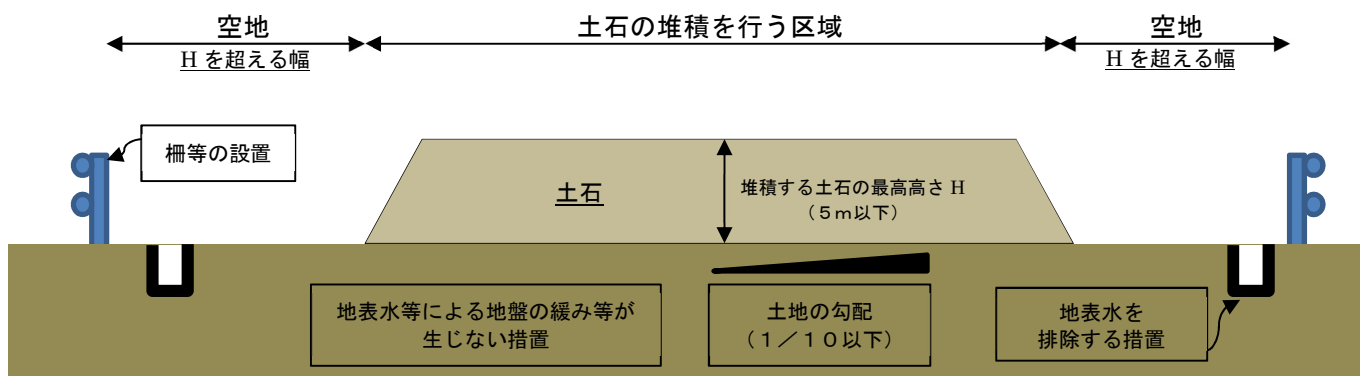 空地
土石の堆積を行う区域
空地
H を超える幅
H を超える幅
柵等の設置
土石
堆積する土石の最高高さ H
（５ｍ以下）
地表水等による地盤の緩み等が
生じない措置
土地の勾配
（１／１０以下）
地表水を
排除する措置